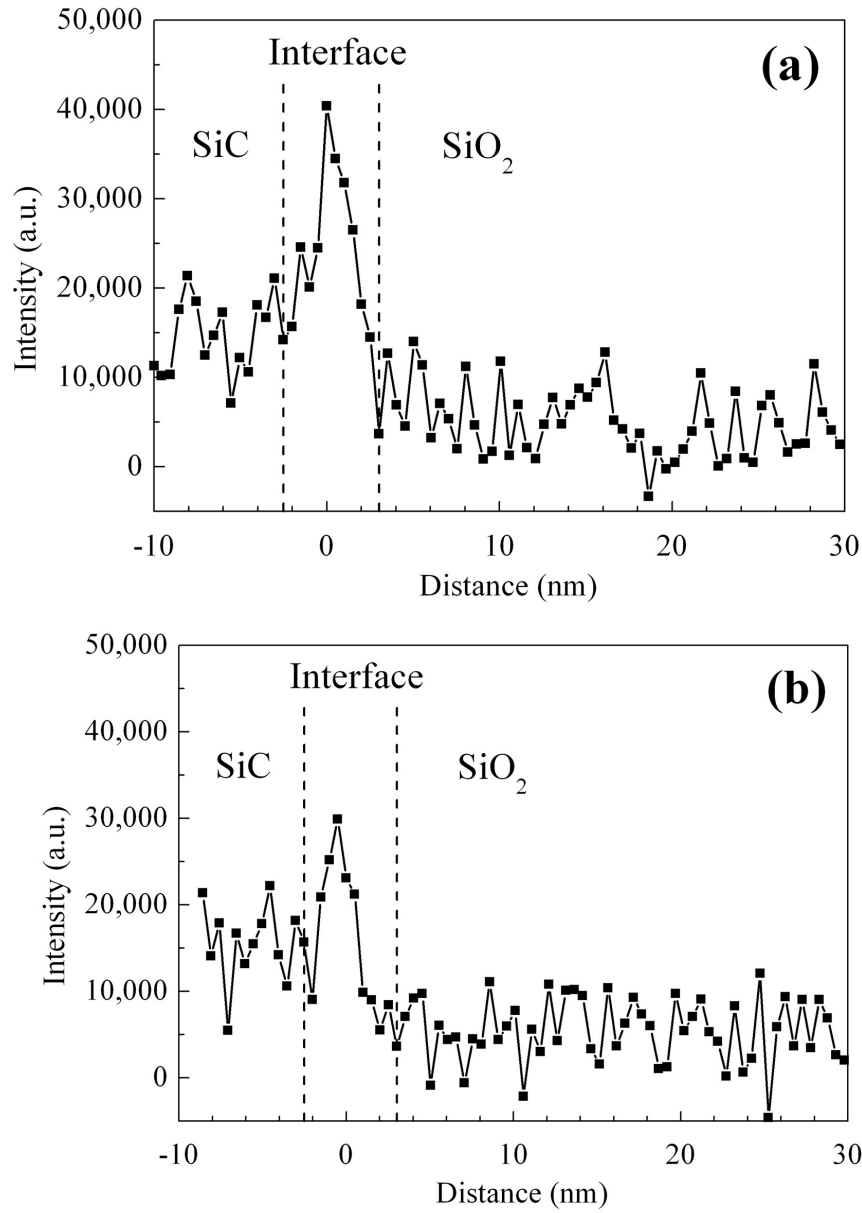 50,000
40,000
30,000
20,000
10,000
0
Intensity (a.u.)
Interface
(a)
SiC
SiO₂
-10 0 10 20 30
Distance (nm)
50,000
40,000
30,000
20,000
10,000
0
Intensity (a.u.)
Interface
(b)
SiC
SiO₂
-10 0 10 20 30
Distance (nm)